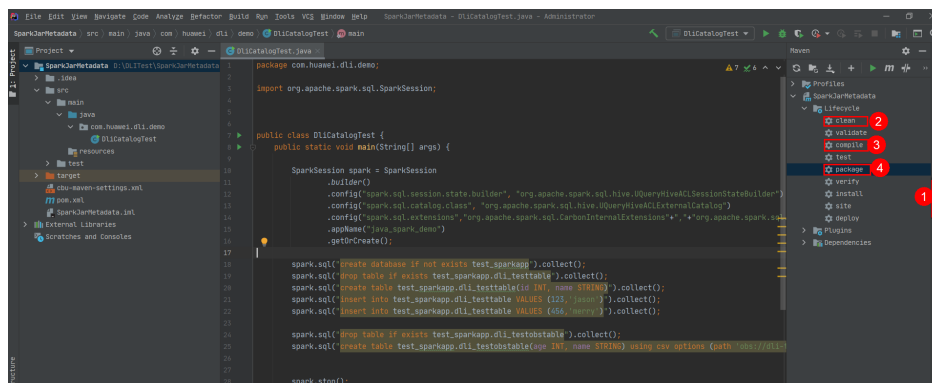 File Edit View Navigate Code Analyze Refactor Build Run Tools VCS Window Help SparkJarMetadata - DliCatalogTest.java - Administrator
SparkJarMetadata src main java com huawei dli demo DliCatalogTest main
DliCatalogTest
Project
DliCatalogTest.java
Maven
1: Project
SparkJarMetadata D:\DLITest\SparkJarMetadata
.idea
src
main
java
com.huawei.dli.demo
DliCatalogTest
resources
test
target
cbu-maven-settings.xml
pom.xml
SparkJarMetadata.iml
External Libraries
Scratches and Consoles
7 6
package com.huawei.dli.demo;
import org.apache.spark.sql.SparkSession;
public class DliCatalogTest {
public static void main(String[] args) {
SparkSession spark = SparkSession
.builder()
.config("spark.sql.session.state.builder", "org.apache.spark.sql.hive.UQueryHiveACLSessionStateBuilder")
.config("spark.sql.catalog.class", "org.apache.spark.sql.hive.UQueryHiveACLExternalCatalog")
.config("spark.sql.extensions","org.apache.spark.sql.CarbonInternalExtensions"+","+"org.apache.spark.sq
.appName("java_spark_demo")
.getOrCreate();
spark.sql("create database if not exists test_sparkapp").collect();
spark.sql("drop table if exists test_sparkapp.dli_testtable").collect();
spark.sql("create table test_sparkapp.dli_testtable(id INT, name STRING)").collect();
spark.sql("insert into test_sparkapp.dli_testtable VALUES (123,'jason')").collect();
spark.sql("insert into test_sparkapp.dli_testtable VALUES (456,'merry')").collect();
spark.sql("drop table if exists test_sparkapp.dli_testobstable").collect();
spark.sql("create table test_sparkapp.dli_testobstable(age INT, name STRING) using csv options (path 'obs://dli-
spark.stop();
Profiles
SparkJarMetadata
Lifecycle
clean 2
validate
compile 3
test
package 4
verify
install 1
site
deploy
Plugins
Dependencies